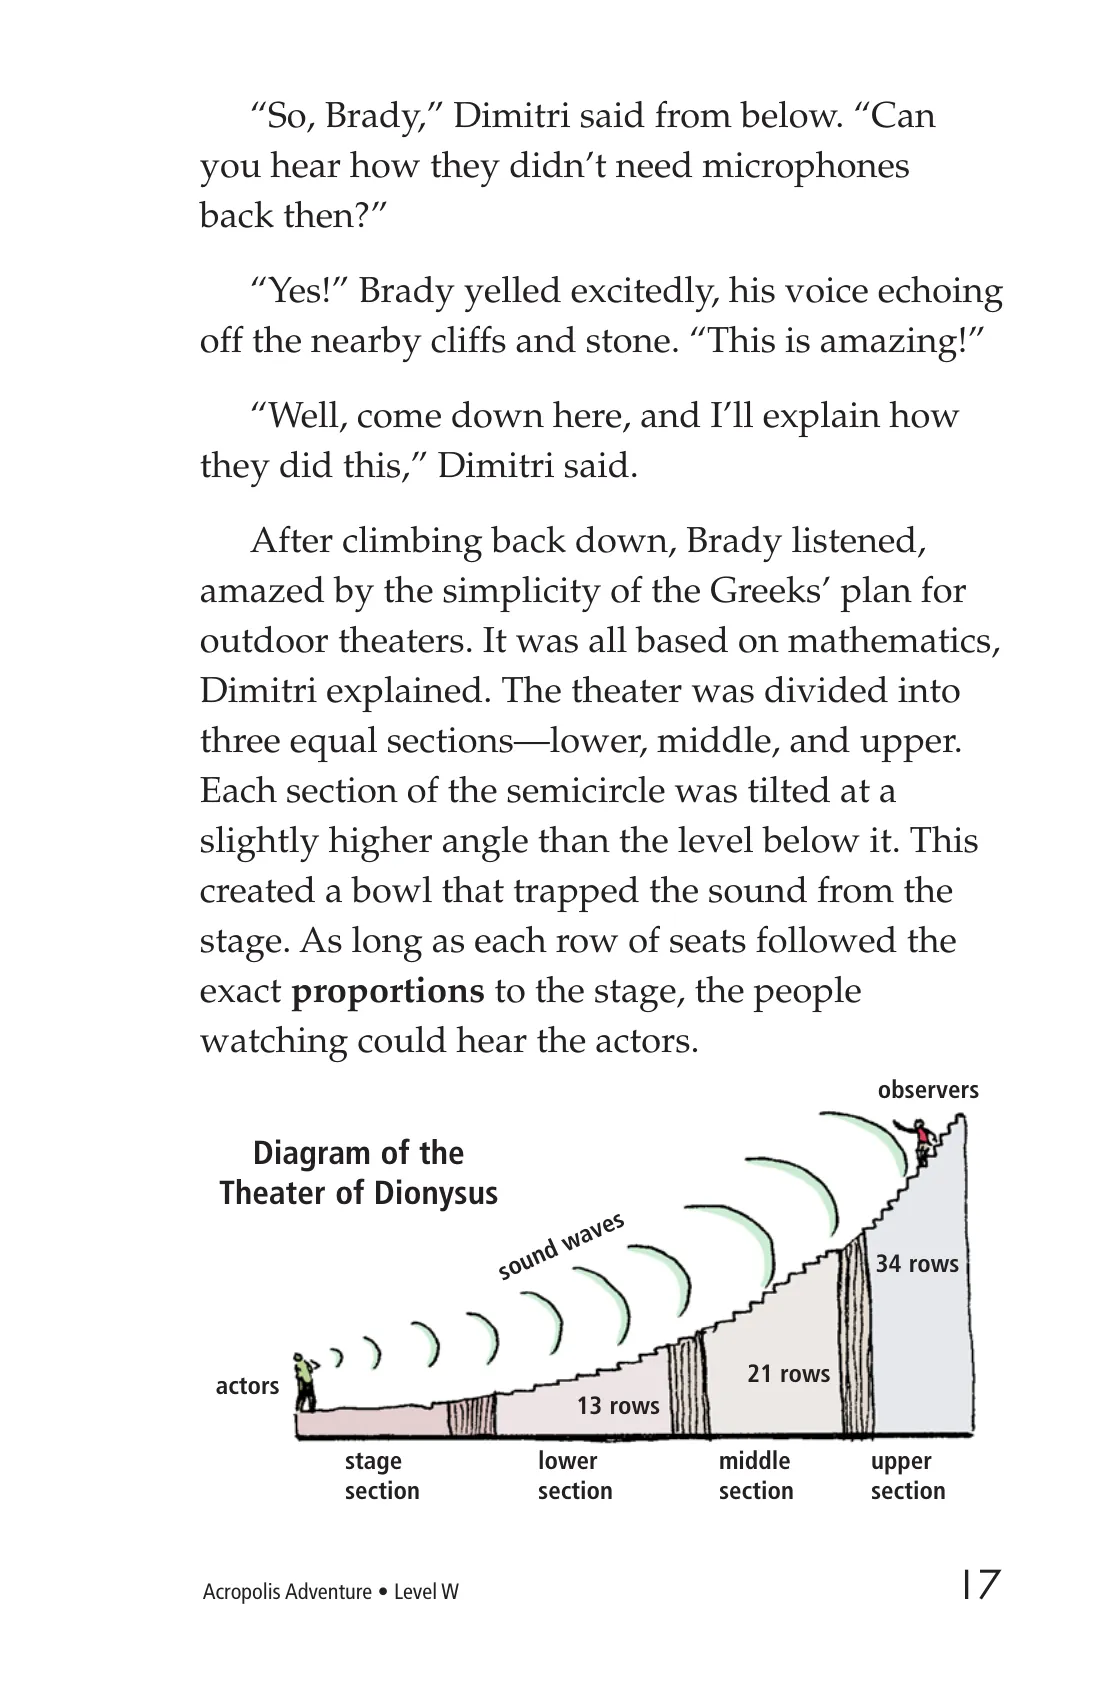 “So, Brady,” Dimitri said from below. “Can
you hear how they didn’t need microphones
back then?”
“Yes!” Brady yelled excitedly, his voice echoing
off the nearby cliffs and stone. “This is amazing!”
“Well, come down here, and I’ll explain how
they did this,” Dimitri said.
After climbing back down, Brady listened,
amazed by the simplicity of the Greeks’ plan for
outdoor theaters. It was all based on mathematics,
Dimitri explained. The theater was divided into
three equal sections—lower, middle, and upper.
Each section of the semicircle was tilted at a
slightly higher angle than the level below it. This
created a bowl that trapped the sound from the
stage. As long as each row of seats followed the
exact proportions to the stage, the people
watching could hear the actors.
observers
Diagram of the
Theater of Dionysus
sound waves
34 rows
21 rows
actors
13 rows
stage
section
lower
section
middle
section
upper
section
Acropolis Adventure • Level W
17